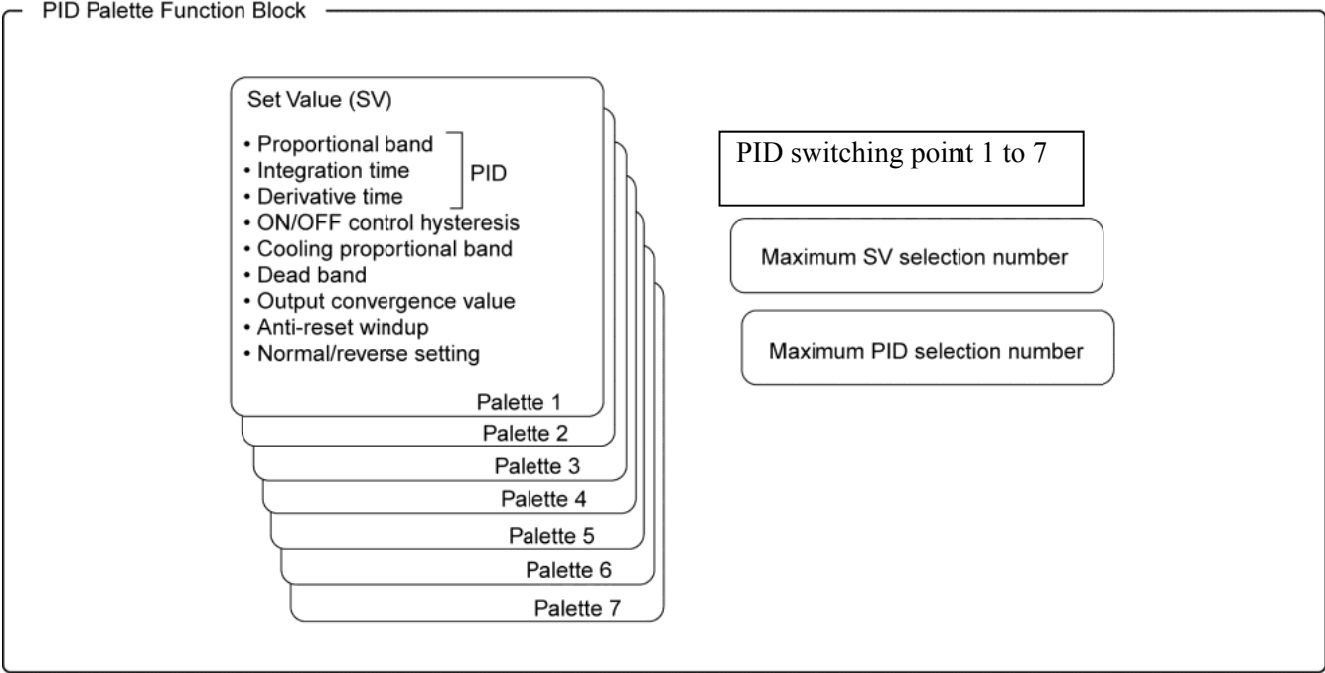 PID Palette Function Block
Set Value (SV)
• Proportional band
• Integration time
• Derivative time
PID
• ON/OFF control hysteresis
• Cooling proportional band
• Dead band
• Output convergence value
• Anti-reset windup
• Normal/reverse setting
Palette 1
Palette 2
Palette 3
Palette 4
Palette 5
Palette 6
Palette 7
PID switching point 1 to 7
Maximum SV selection number
Maximum PID selection number